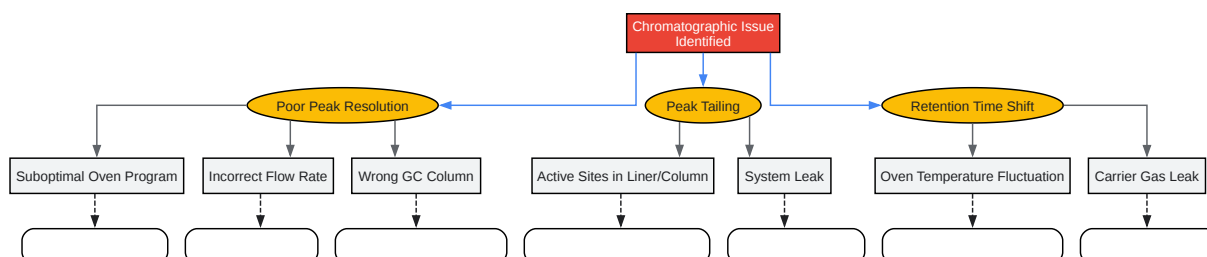 Chromatographic Issue
Identified
Poor Peak Resolution
Peak Tailing
Retention Time Shift
Suboptimal Oven Program
Incorrect Flow Rate
Wrong GC Column
Active Sites in Liner/Column
System Leak
Oven Temperature Fluctuation
Carrier Gas Leak